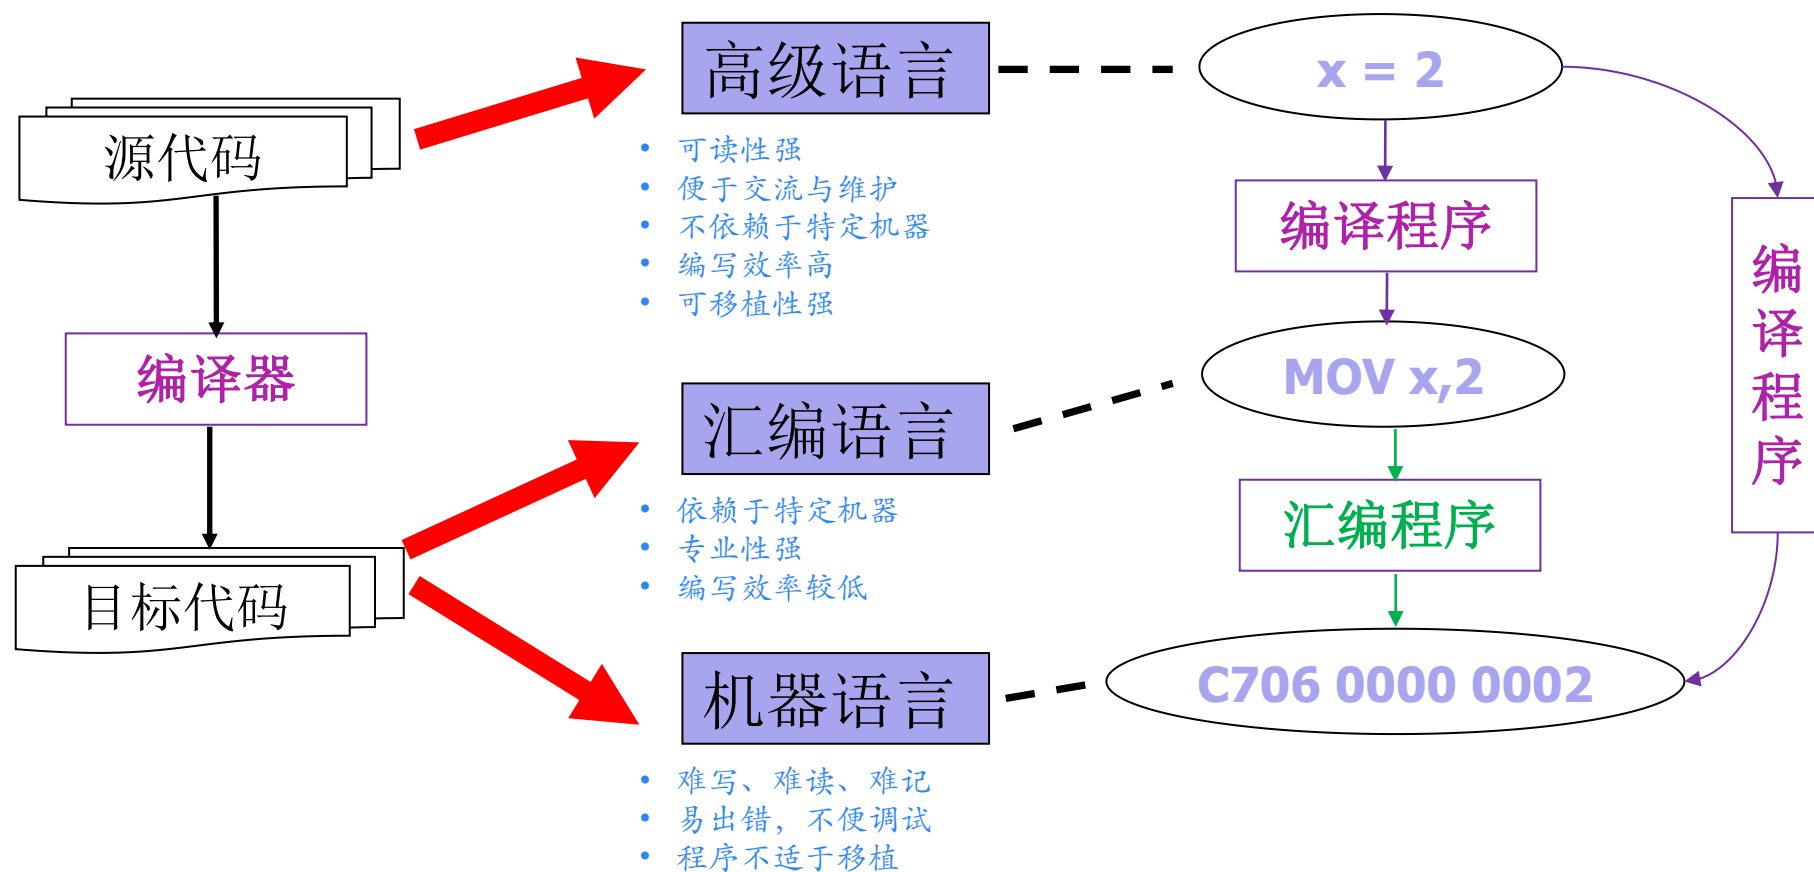 源代码
编译器
目标代码
高级语言
• 可读性强
• 便于交流与维护
• 不依赖于特定机器
• 编写效率高
• 可移植性强
汇编语言
• 依赖于特定机器
• 专业性强
• 编写效率较低
机器语言
• 难写、难读、难记
• 易出错，不便调试
• 程序不适于移植
x = 2
编译程序
MOV x,2
汇编程序
C706 0000 0002
编译程序